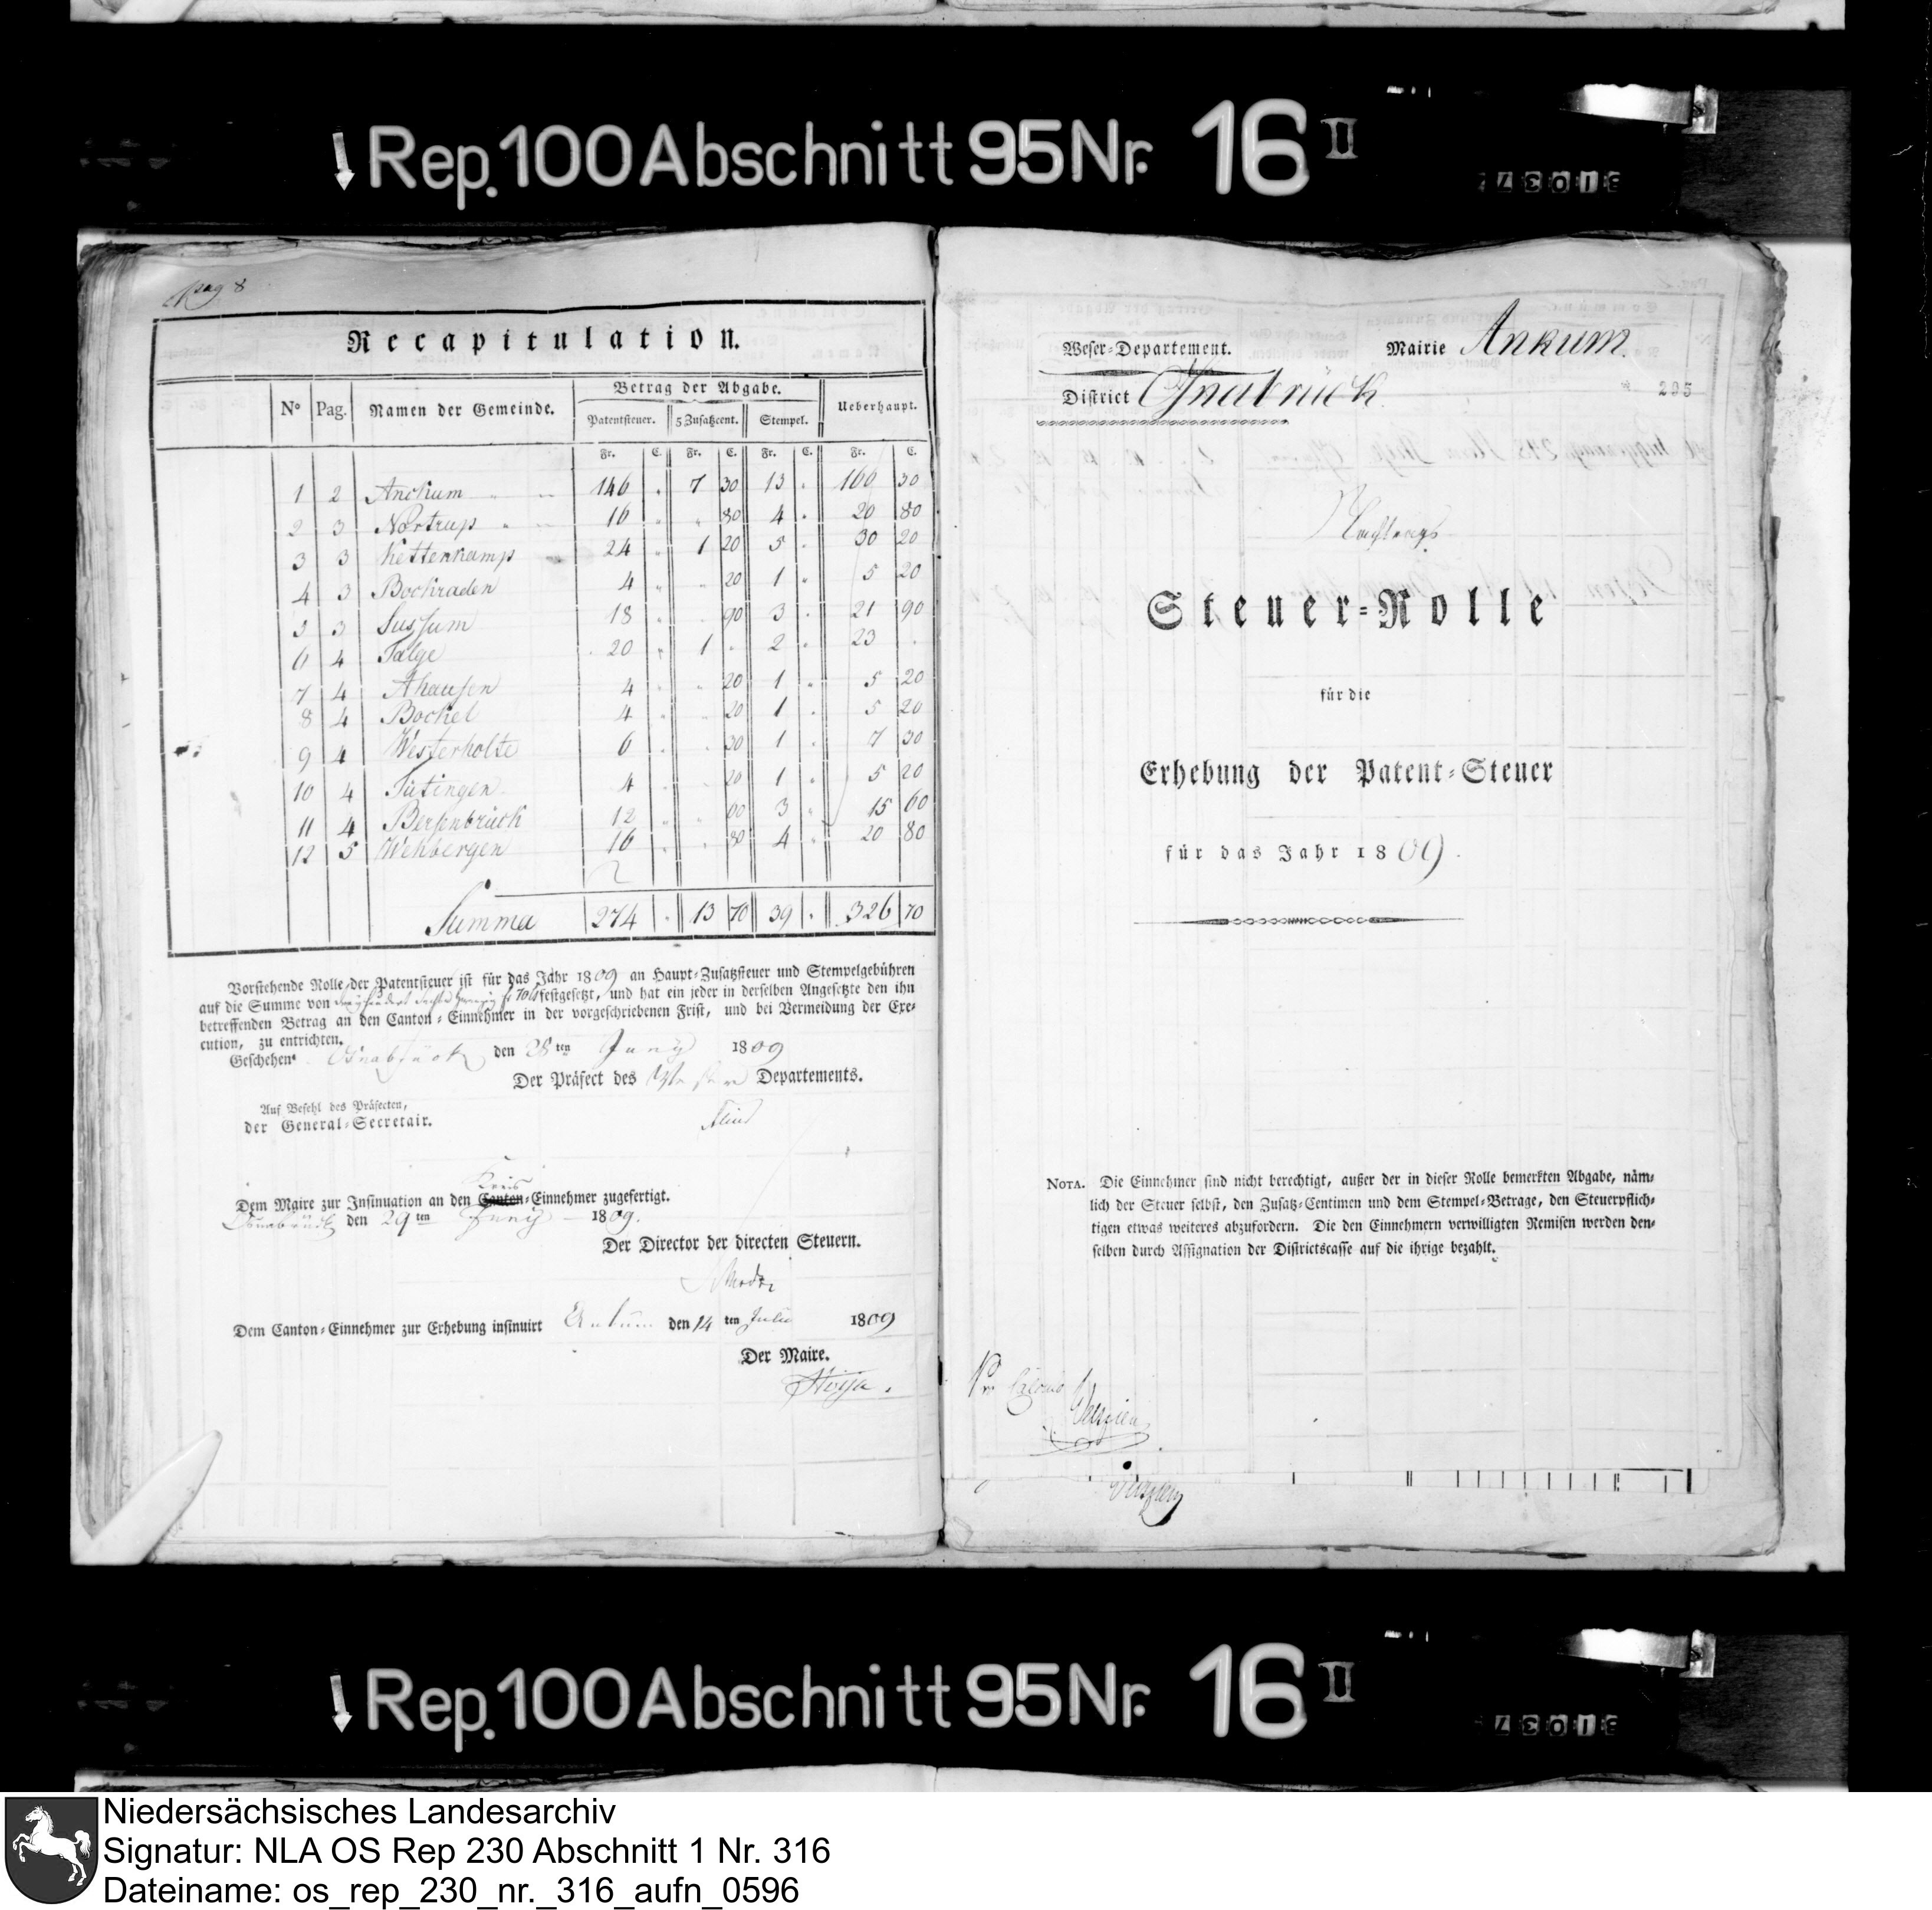 Rep. 100 Abschnitt 95 Nr. 16 II
pag 8
Recapitulation.
N° Pag. Namen der Gemeinde. Betrag der Abgabe. Ueberhaupt.
Patentsteuer. 5 Zusatzcent. Stempel.
Fr. C. Fr. C. Fr. C. Fr. C.
1 2 Anckum 146 . 7 30 13 . 166 30
2 3 Nortrup 16 " " 80 4 . 20 80
3 3 Kettenkamp 24 " 1 20 5 . 30 20
4 3 Bockraden 4 " " 20 1 " 5 20
5 3 Sussum 18 " . 90 3 . 21 90
6 4 Talge 20 " 1 . 2 . 23 .
7 4 Ahausen 4 . " 20 1 . 5 20
8 4 Bockel 4 . " 20 1 . 5 20
9 4 Westerholte 6 . . 30 1 . 7 30
10 4 Tütingen 4 . . 20 1 . 5 20
11 4 Bersenbrück 12 " " 60 3 " 15 60
12 5 Wehbergen 16 . . 80 4 . 20 80
Summa 274 . 13 70 39 . 326 70
Vorstehende Rolle der Patentsteuer ist für das Jahr 1809 an Haupt-Zusatzsteuer und Stempelgebühren
auf die Summe von festgesetzt, und hat ein jeder in derselben Angesetzte den ihn
betreffenden Betrag an den Canton-Einnehmer in der vorgeschriebenen Frist, und bei Vermeidung der Exe-
cution, zu entrichten.
Geschehen Osnabrück den 28 ten Juny 1809
Der Präfect des Weser Departements.
Auf Befehl des Präfecten,
der General-Secretair.
Kreis
Dem Maire zur Insinuation an den Canton-Einnehmer zugefertigt.
Osnabrück den 29 ten Juny 1809.
Der Director der directen Steuern.
Dem Canton-Einnehmer zur Erhebung insinuirt Ankum den 14 ten Julii 1809
Der Maire.
Weser-Departement. Mairie Ankum.
District Osnabrück. 295
Nachtrags
Steuer-Rolle
für die
Erhebung der Patent-Steuer
für das Jahr 1809.
NOTA. Die Einnehmer sind nicht berechtigt, außer der in dieser Rolle bemerkten Abgabe, näm-
lich der Steuer selbst, den Zusatz-Centimen und dem Stempel-Betrage, den Steuerpflich-
tigen etwas weiteres abzufordern. Die den Einnehmern verwilligten Remisen werden den-
selben durch Assignation der Districtscasse auf die ihrige bezahlt.
Rep. 100 Abschnitt 95 Nr. 16 II
Niedersächsisches Landesarchiv
Signatur: NLA OS Rep 230 Abschnitt 1 Nr. 316
Dateiname: os_rep_230_nr._316_aufn_0596